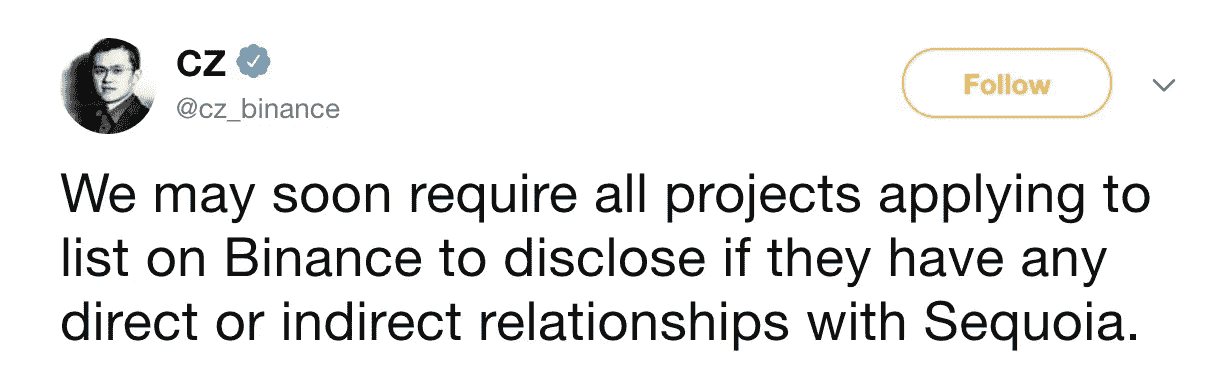 CZ
@cz_binance
Follow
We may soon require all projects applying to
list on Binance to disclose if they have any
direct or indirect relationships with Sequoia.